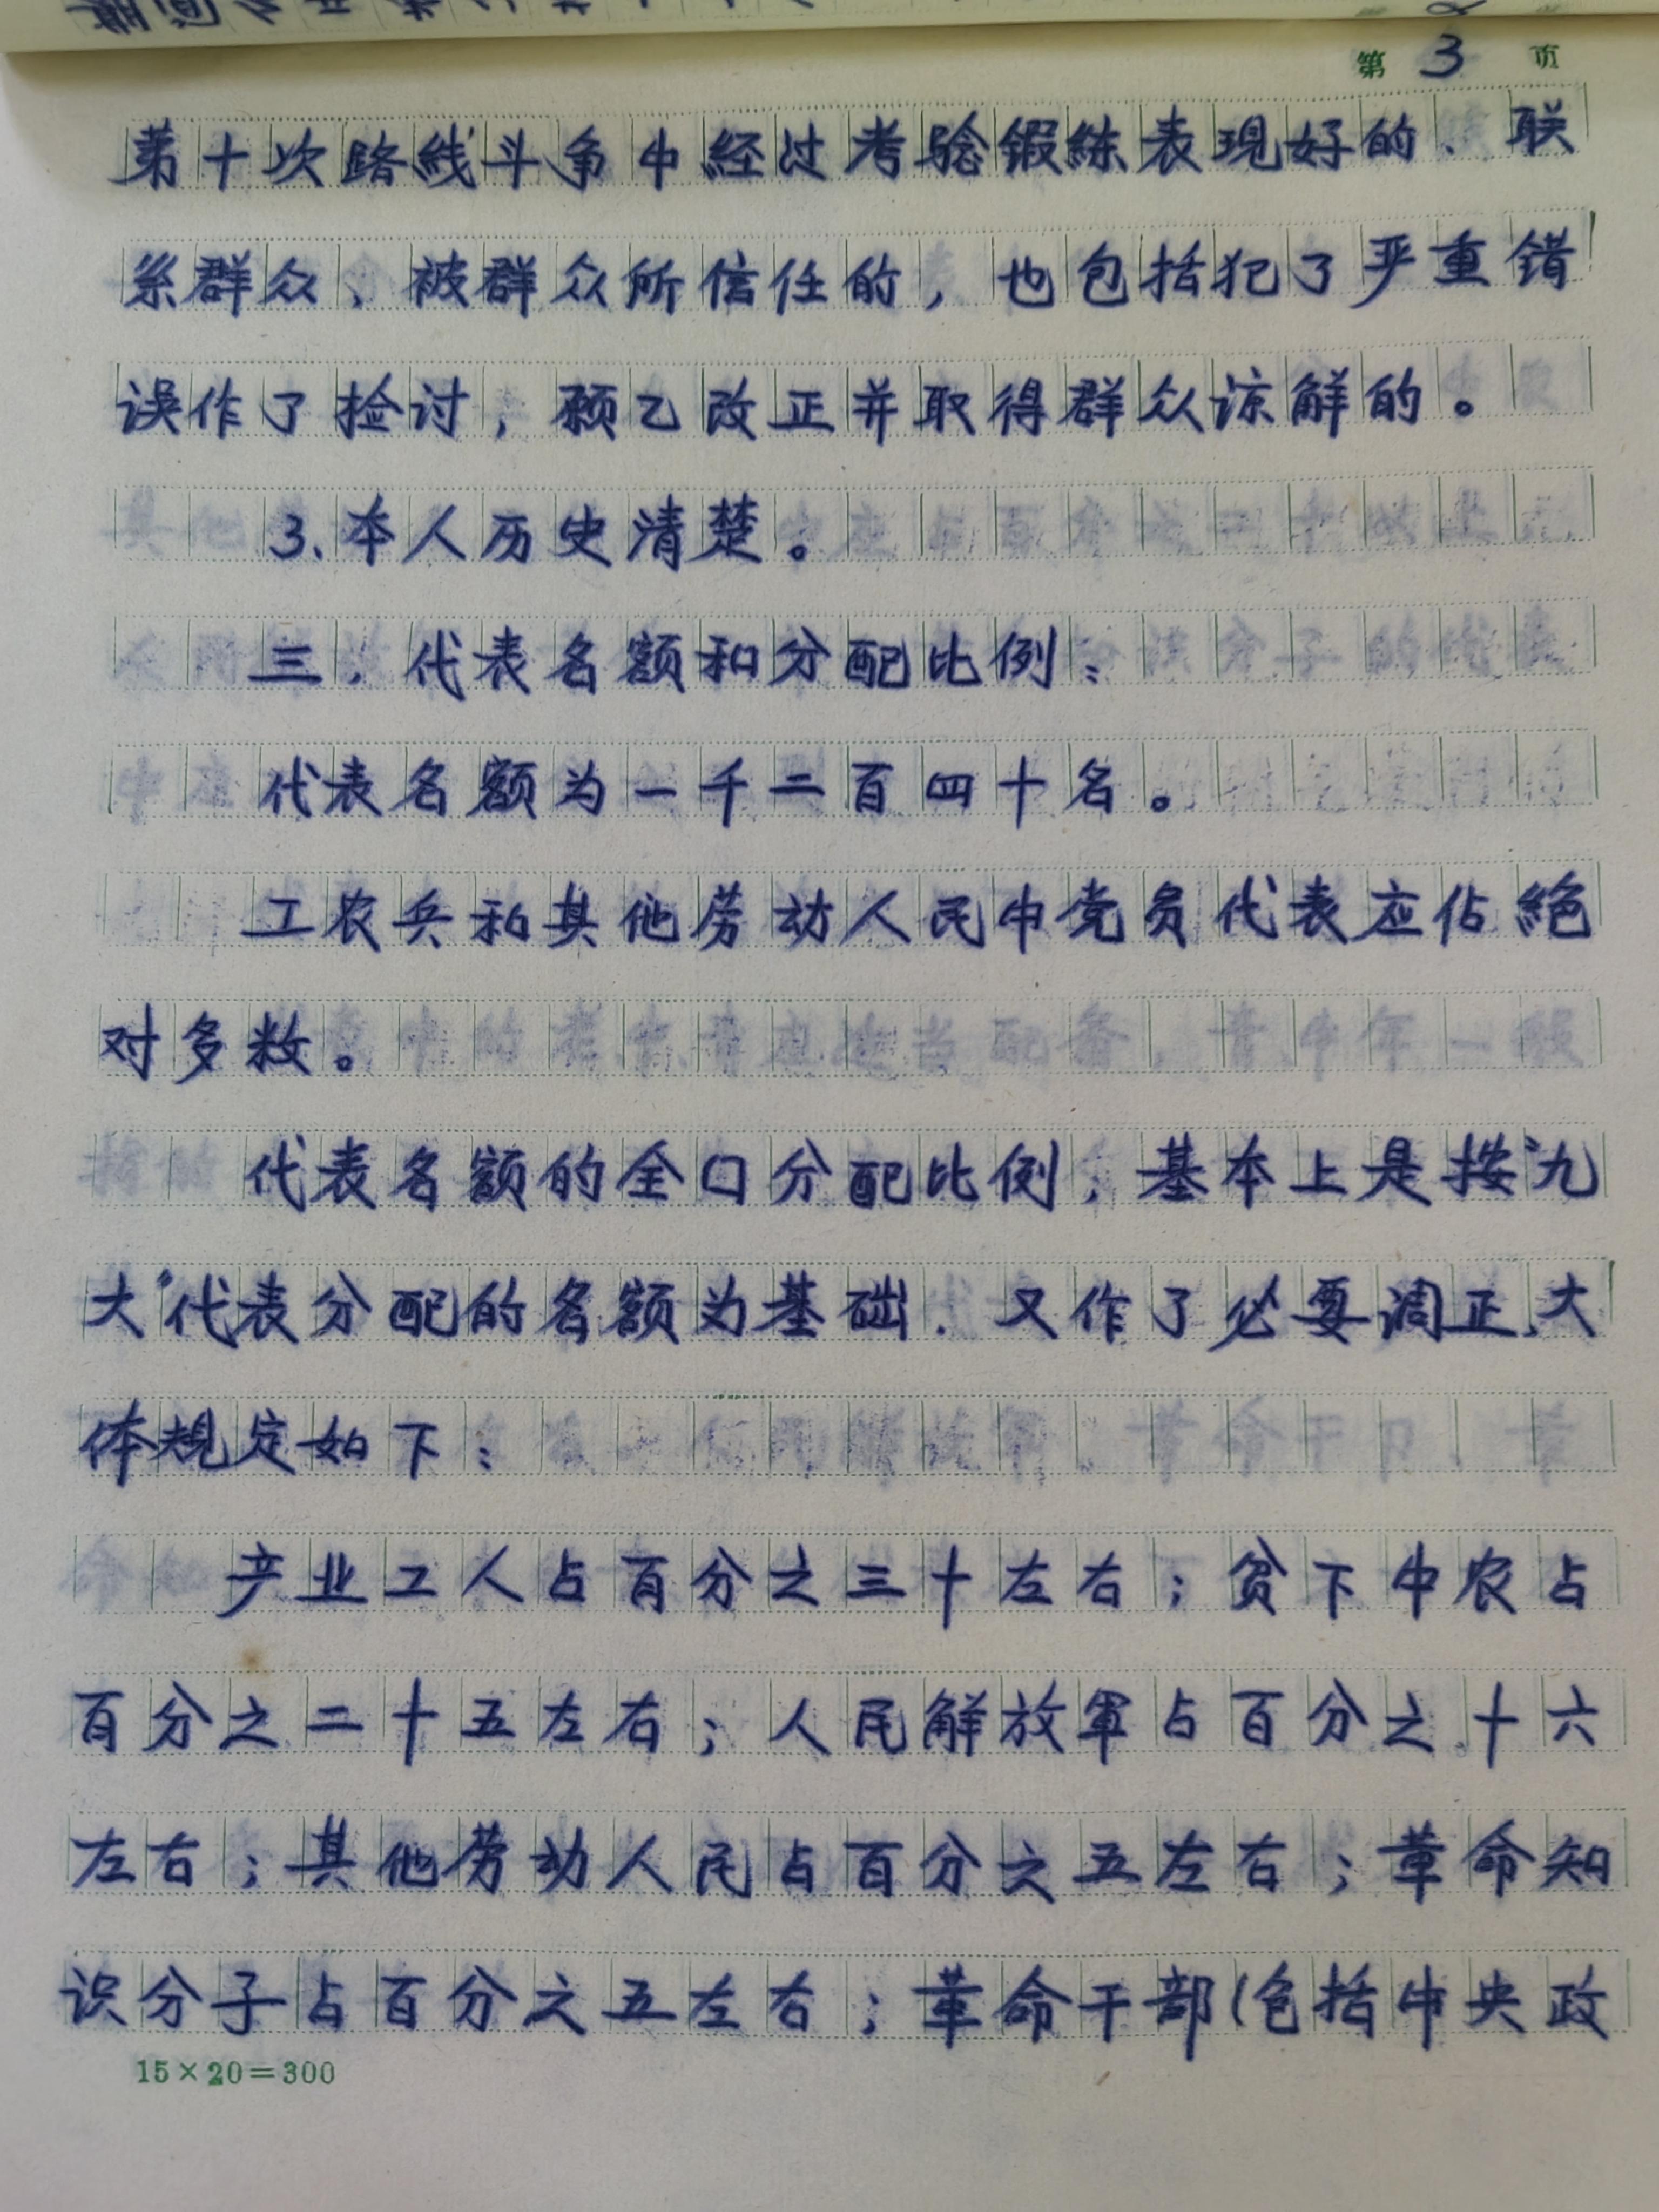 第 3 页
第十次路线斗争中経过考验锻練表现好的、联
系群众、被群众所信任的，也包括犯了严重错
误作了捡讨，愿乙改正并取得群众谅解的。
3、本人历史清楚。
三．代表名额和分配比例：
代表名额为一千二百四十名。
工农兵和其他劳动人民中党员代表应佔絶
对多数。
代表名额的全口分配比例，基本上是按“九
大”代表分配的名额为基础．又作了必要调正、大
体规定如下：
产业工人占百分之三十左右；贫下中农占
百分之二十五左右；人民解放軍占百分之十六
左右；其他劳动人民占百分之五左右；革命知
识分子占百分之五左右；革命干部（包括中央政
15×20=300